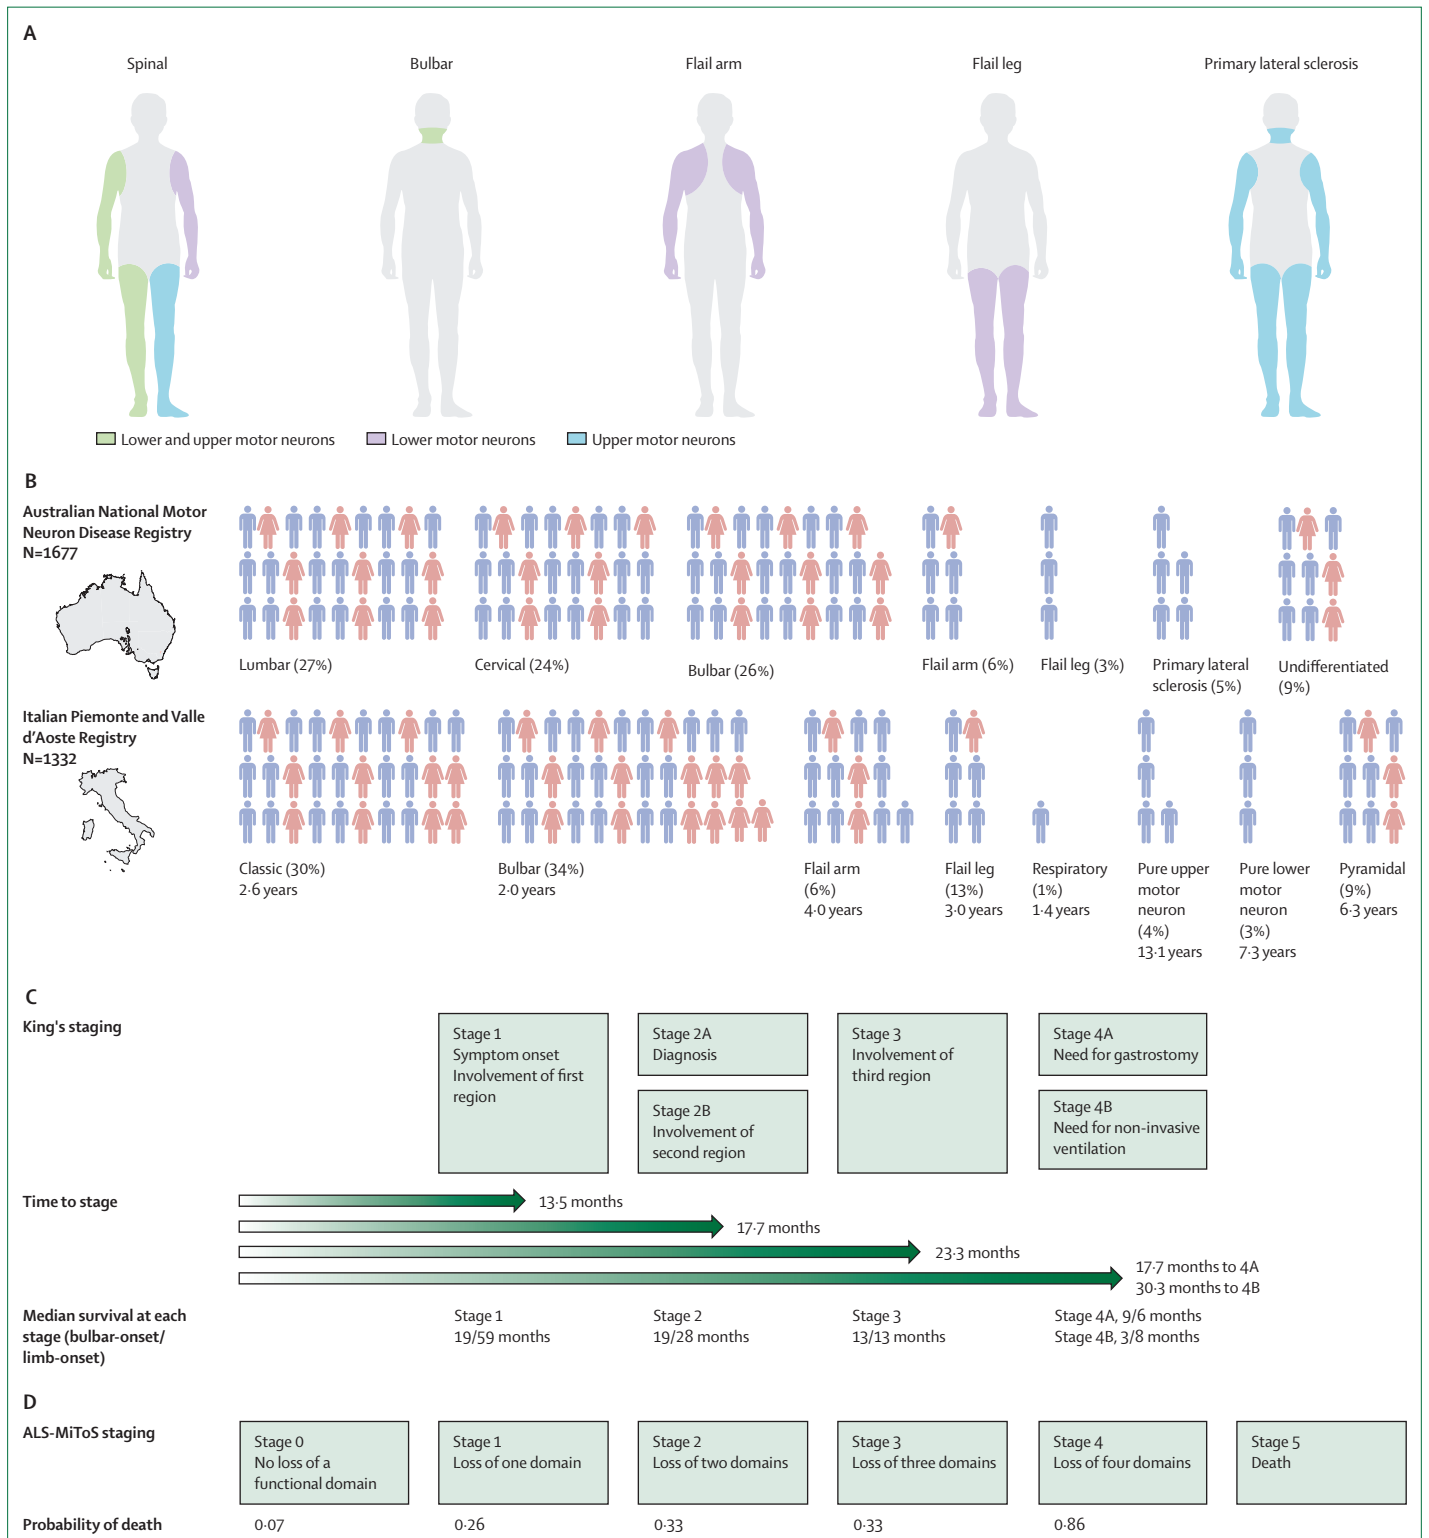 A
Spinal
Bulbar
Flail arm
Flail leg
Primary lateral sclerosis
Lower and upper motor neurons
Lower motor neurons
Upper motor neurons
B
Australian National Motor
Neuron Disease Registry
N=1677
Lumbar (27%)
Cervical (24%)
Bulbar (26%)
Flail arm (6%)
Flail leg (3%)
Primary lateral
sclerosis (5%)
Undifferentiated
(9%)
Italian Piemonte and Valle
d’Aoste Registry
N=1332
Classic (30%)
2·6 years
Bulbar (34%)
2·0 years
Flail arm
(6%)
4·0 years
Flail leg
(13%)
3·0 years
Respiratory
(1%)
1·4 years
Pure upper
motor
neuron
(4%)
13·1 years
Pure lower
motor
neuron
(3%)
7·3 years
Pyramidal
(9%)
6·3 years
C
King's staging
Stage 1
Symptom onset
Involvement of first
region
Stage 2A
Diagnosis
Stage 2B
Involvement of
second region
Stage 3
Involvement of
third region
Stage 4A
Need for gastrostomy
Stage 4B
Need for non-invasive
ventilation
Time to stage
13·5 months
17·7 months
23·3 months
17·7 months to 4A
30·3 months to 4B
Median survival at each
stage (bulbar-onset/
limb-onset)
Stage 1
19/59 months
Stage 2
19/28 months
Stage 3
13/13 months
Stage 4A, 9/6 months
Stage 4B, 3/8 months
D
ALS-MiToS staging
Stage 0
No loss of a
functional domain
Stage 1
Loss of one domain
Stage 2
Loss of two domains
Stage 3
Loss of three domains
Stage 4
Loss of four domains
Stage 5
Death
Probability of death
0·07
0·26
0·33
0·33
0·86